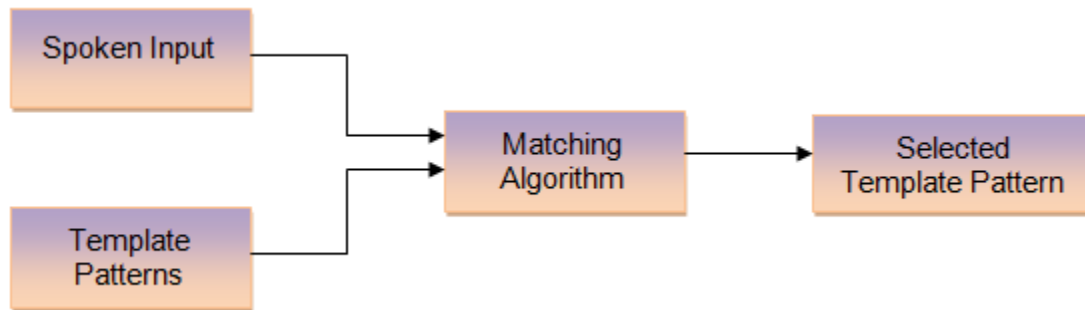 Spoken Input
Template
Patterns
Matching
Algorithm
Selected
Template Pattern